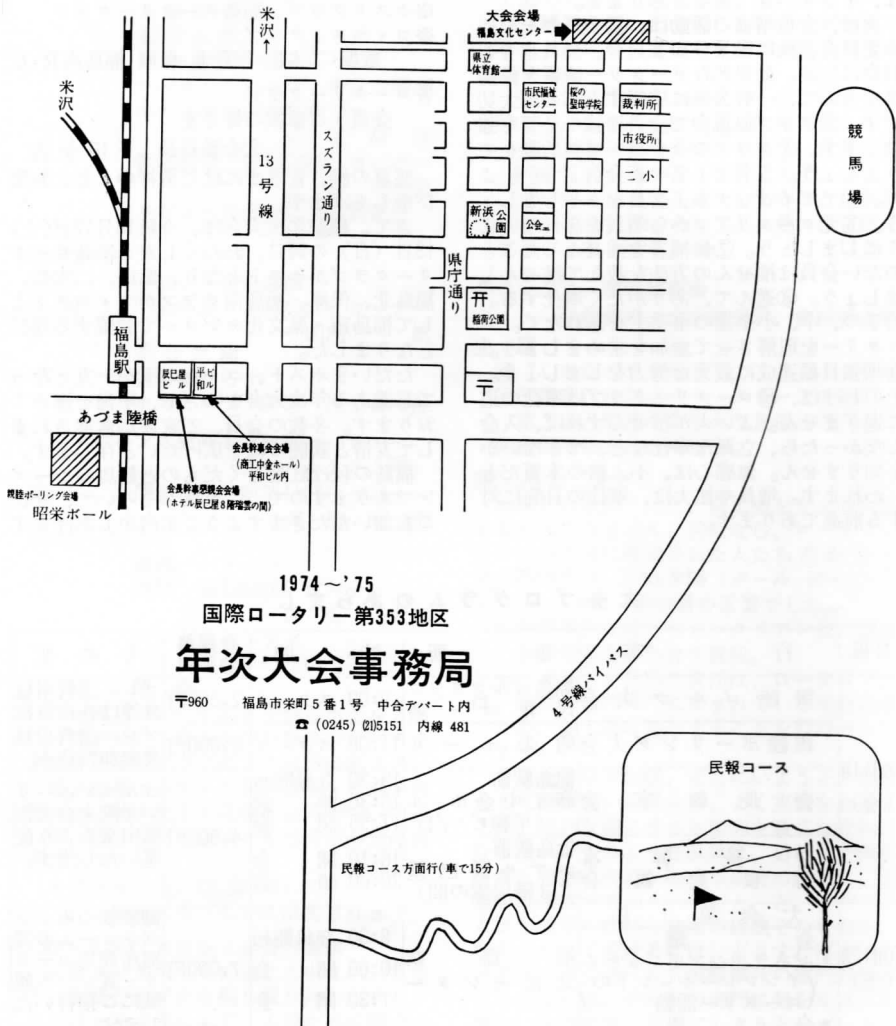 米沢→
大会会場
福島文化センター➡
県立
体育館
市民福祉
センター
桜の
聖母学院
裁判所
市役所
二小
競馬場
米沢
13号線
スズラン通り
新浜公園
公会堂
県庁通り
稲荷公園
福島駅
辰巳屋
ビル
平和ビル
〒
あづま陸橋
会長幹事会会場
(商工中金ホール)
平和ビル内
会長幹事懇親会会場
(ホテル辰巳屋8階瑞雲の間)
親睦ボーリング会場
昭栄ボール
1974〜'75
国際ロータリー第353地区
年次大会事務局
〒960 福島市栄町5番1号 中合デパート内
☎ (0245) (21)5151 内線 481
4号線バイパス
民報コース
民報コース方面行(車で15分)